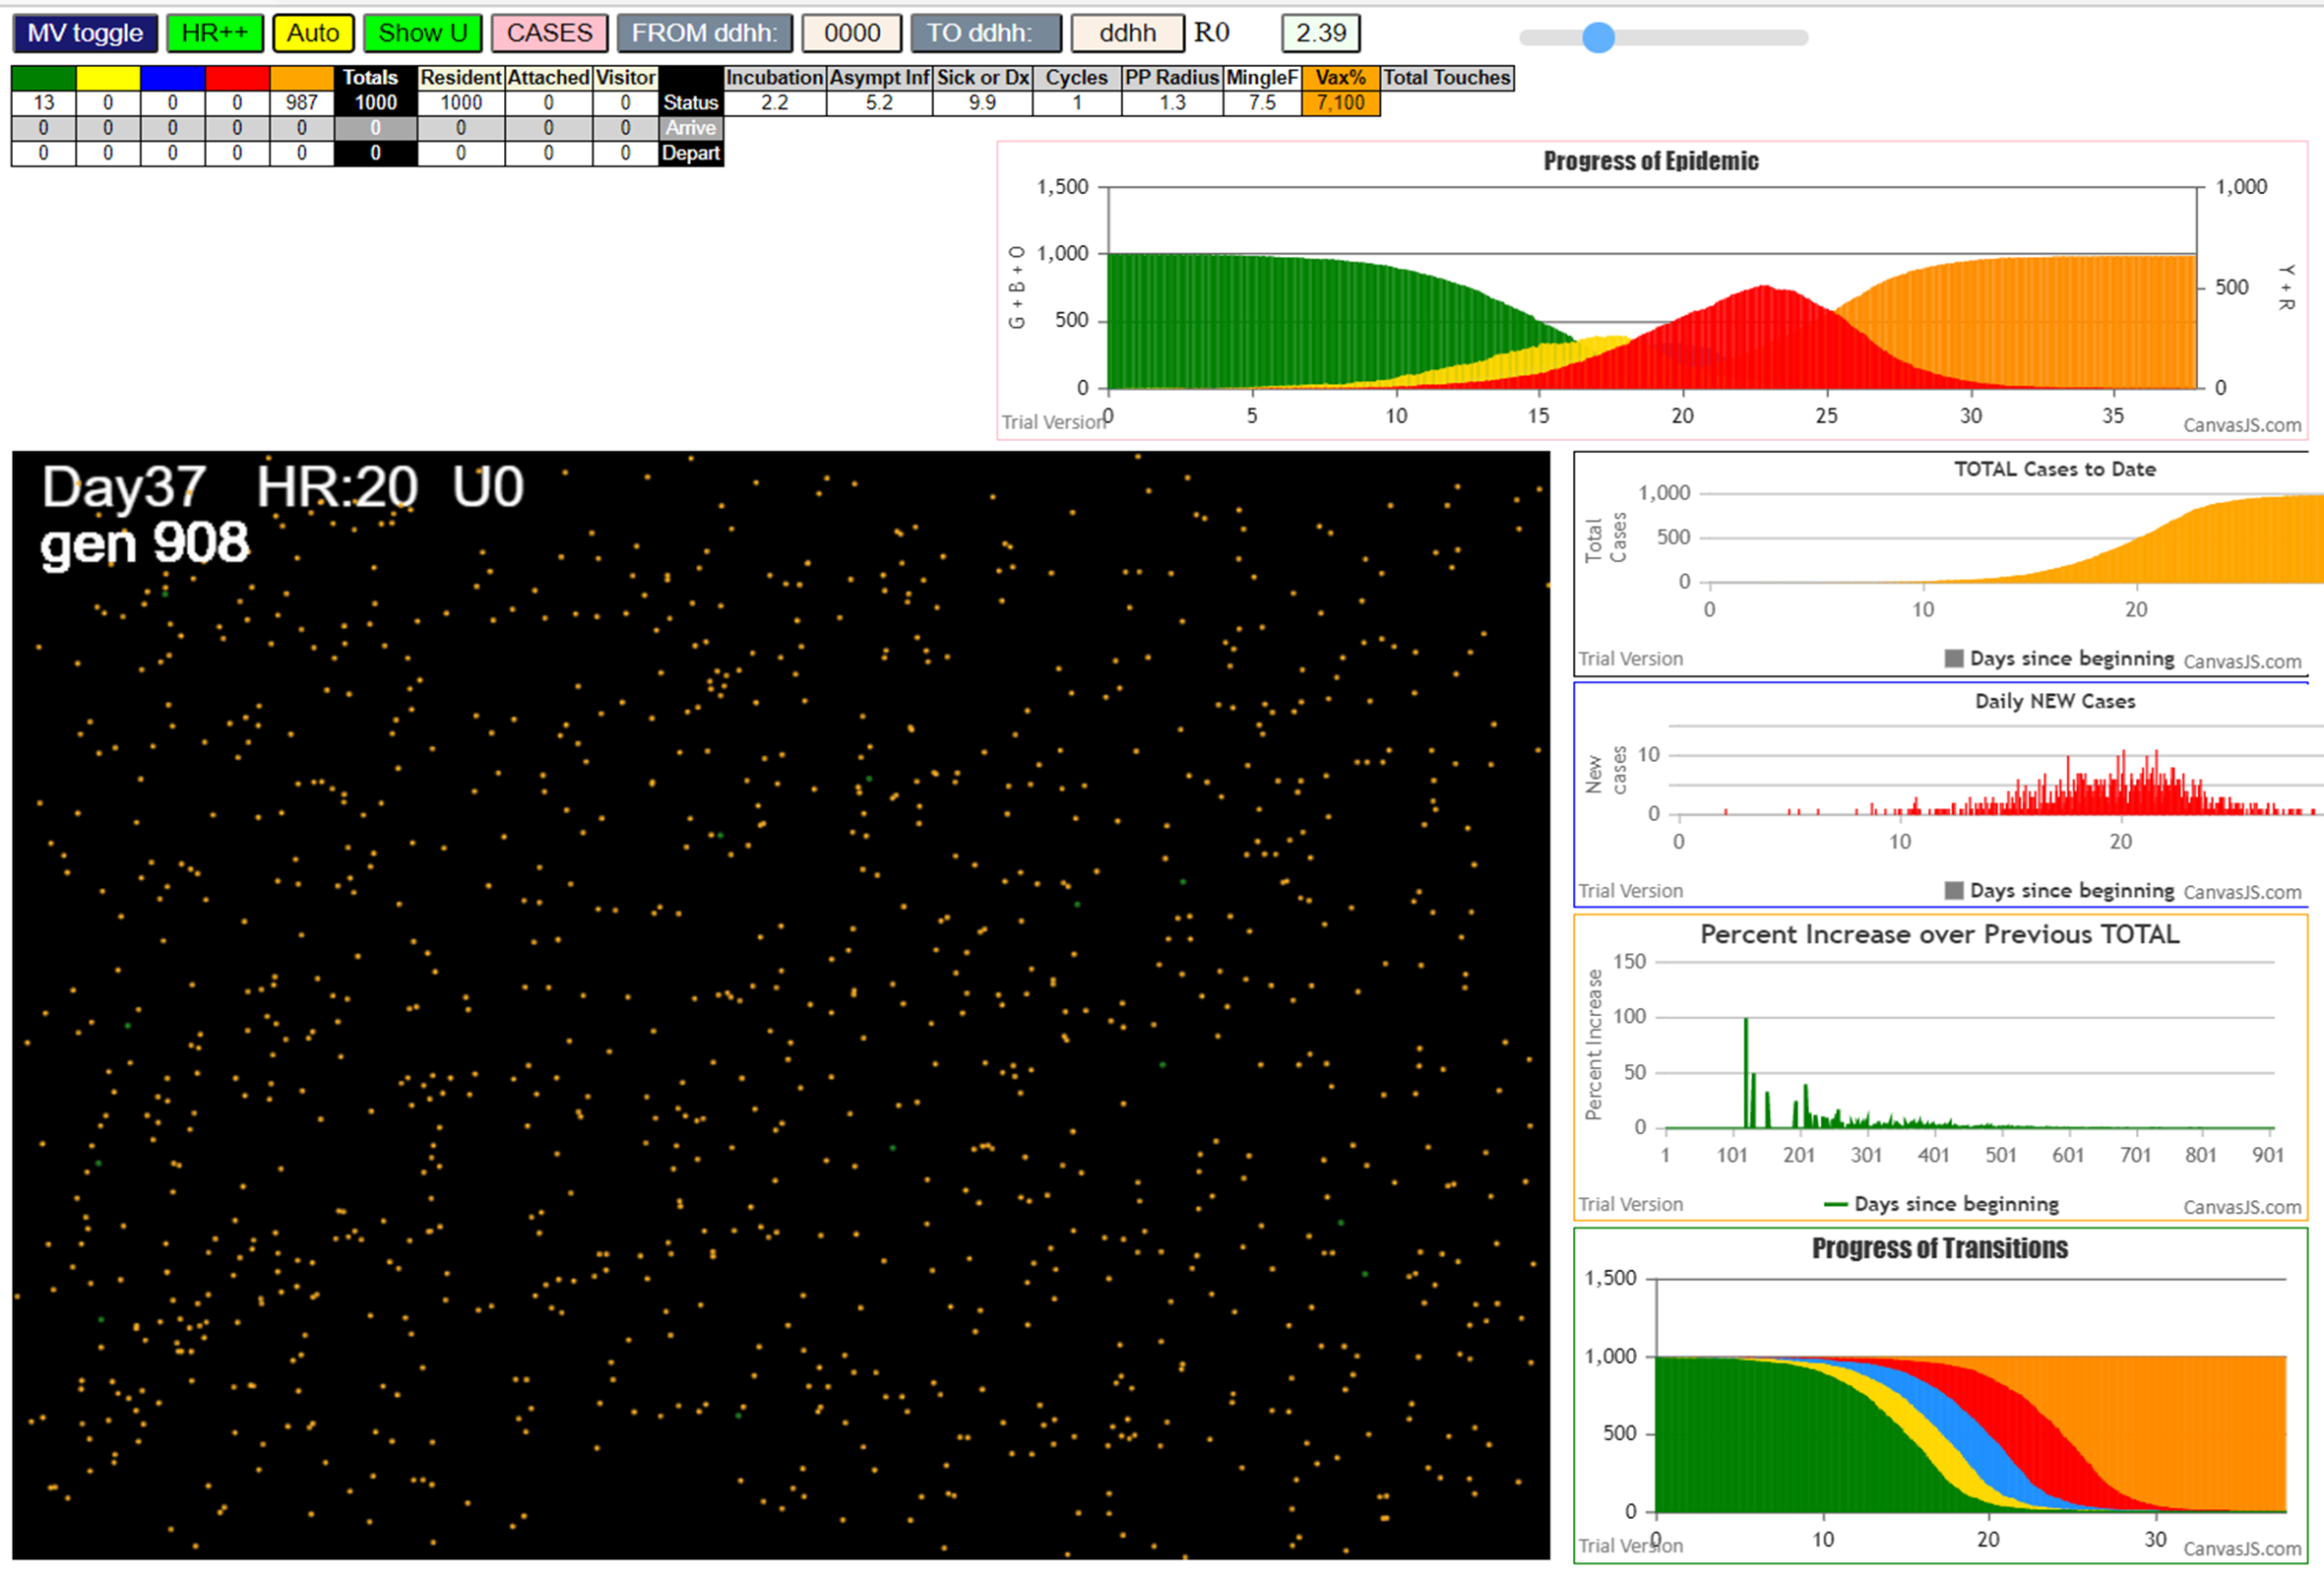 MV toggle HR++ Auto Show U CASES FROM ddhh: 0000 TO ddhh: ddhh R0 2.39
Totals Resident Attached Visitor Incubation Asympt Inf Sick or Dx Cycles PP Radius MingleF Vax% Total Touches
13 0 0 0 987 1000 1000 0 0 Status 2.2 5.2 9.9 1 1.3 7.5 7,100
0 0 0 0 0 0 0 0 0 Arrive
0 0 0 0 0 0 0 0 0 Depart
Progress of Epidemic
1,500 1,000
1,000
500
500
0 0
G + B + O
Y + R
0 5 10 15 20 25 30 35
Trial Version CanvasJS.com
Day37 HR:20 U0
gen 908
TOTAL Cases to Date
1,000
500
0
Total
Cases
0 10 20
Days since beginning
Trial Version CanvasJS.com
Daily NEW Cases
10
0
New
cases
0 10 20
Days since beginning
Trial Version CanvasJS.com
Percent Increase over Previous TOTAL
150
100
50
0
Percent Increase
1 101 201 301 401 501 601 701 801 901
Days since beginning
Trial Version CanvasJS.com
Progress of Transitions
1,500
1,000
500
0
0 10 20 30
Trial Version CanvasJS.com